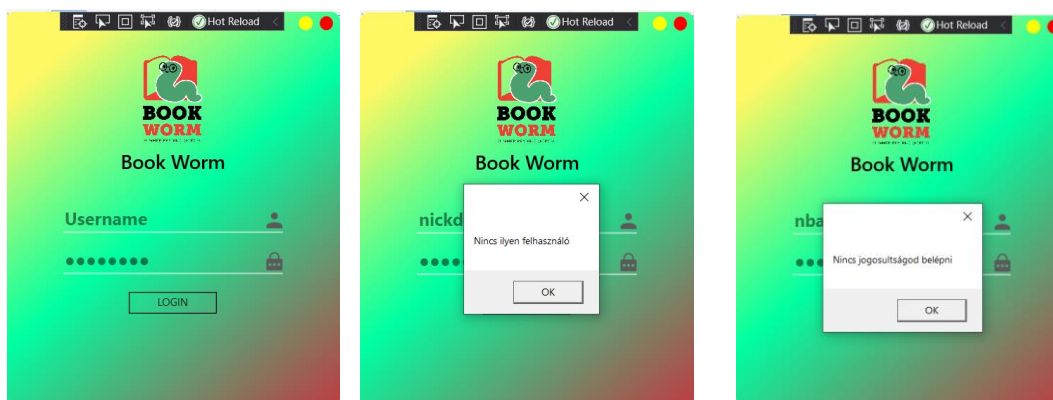 Hot Reload
BOOK
WORM
Book Worm
Username
LOGIN
Hot Reload
BOOK
WORM
Book Worm
nickd
Nincs ilyen felhasználó
OK
Hot Reload
BOOK
WORM
Book Worm
nba
Nincs jogosultságod belépni
OK